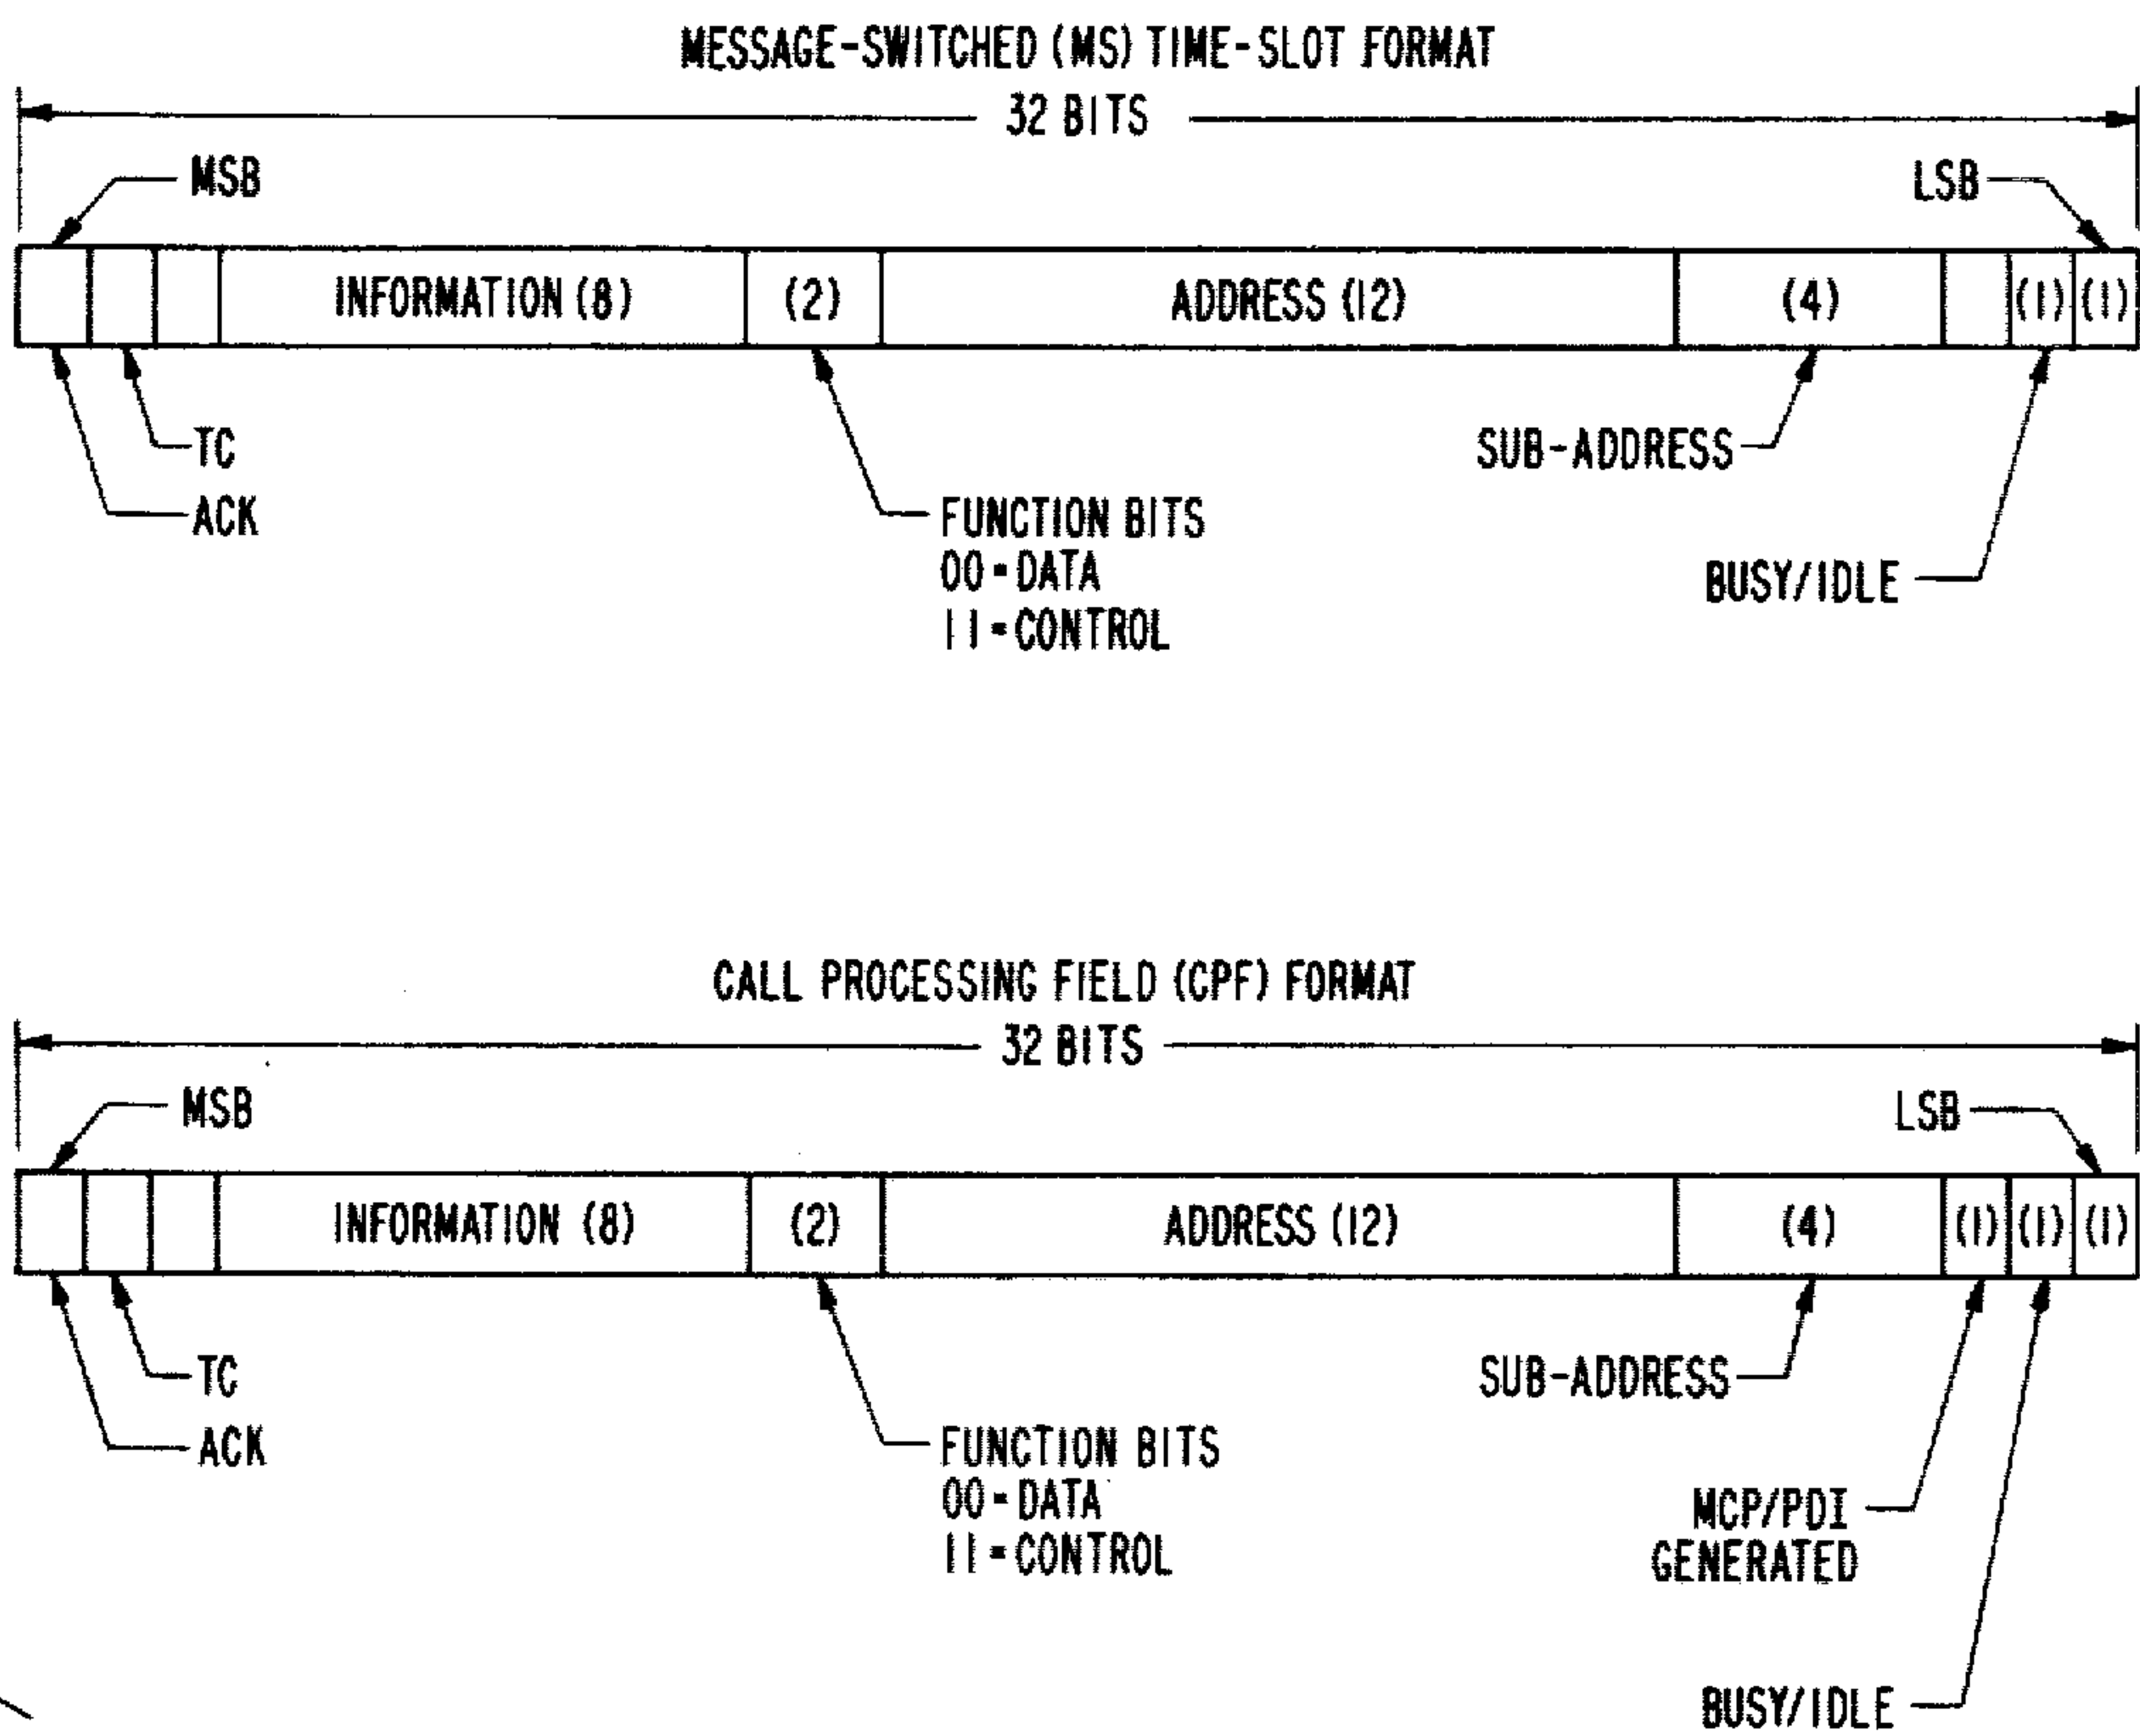 MESSAGE-SWITCHED (MS) TIME-SLOT FORMAT
32 BITS
MSB
LSB
INFORMATION (8)
(2)
ADDRESS (12)
(4)
(1)
(1)
TC
ACK
FUNCTION BITS
00=DATA
11=CONTROL
SUB-ADDRESS
BUSY/IDLE
CALL PROCESSING FIELD (CPF) FORMAT
32 BITS
MSB
LSB
INFORMATION (8)
(2)
ADDRESS (12)
(4)
(1)
(1)
(1)
TC
ACK
FUNCTION BITS
00=DATA
11=CONTROL
SUB-ADDRESS
MCP/PDI
GENERATED
BUSY/IDLE